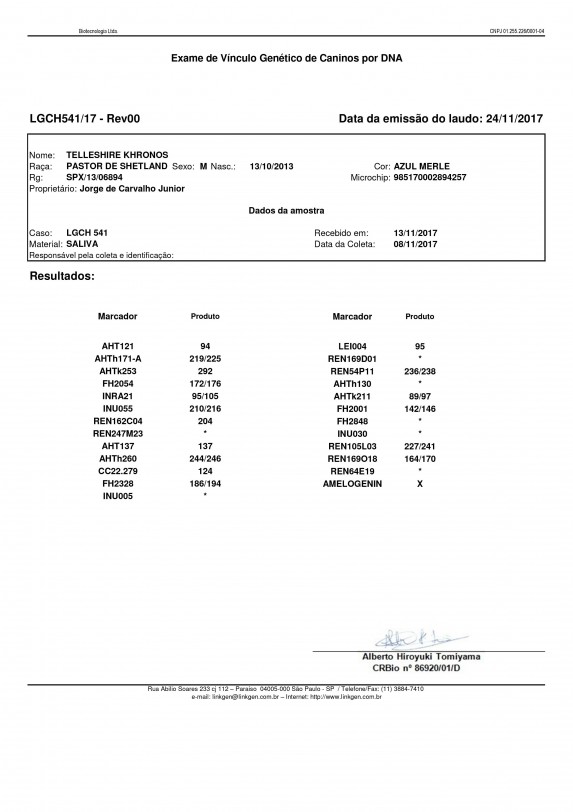 Biotecnologia Ltda. CNPJ 01.255.226/0001-04
Exame de Vínculo Genético de Caninos por DNA
LGCH541/17 - Rev00 Data da emissão do laudo: 24/11/2017
Nome: TELLESHIRE KHRONOS
Raça: PASTOR DE SHETLAND Sexo: M Nasc.: 13/10/2013 Cor: AZUL MERLE
Rg: SPX/13/06894 Microchip: 985170002894257
Proprietário: Jorge de Carvalho Junior
Dados da amostra
Caso: LGCH 541 Recebido em: 13/11/2017
Material: SALIVA Data da Coleta: 08/11/2017
Responsável pela coleta e identificação:
Resultados:
Marcador Produto Marcador Produto
AHT121 94 LEI004 95
AHTh171-A 219/225 REN169D01 *
AHTk253 292 REN54P11 236/238
FH2054 172/176 AHTh130 *
INRA21 95/105 AHTk211 89/97
INU055 210/216 FH2001 142/146
REN162C04 204 FH2848 *
REN247M23 * INU030 *
AHT137 137 REN105L03 227/241
AHTh260 244/246 REN169O18 164/170
CC22.279 124 REN64E19 *
FH2328 186/194 AMELOGENIN X
INU005 *
Alberto Hiroyuki Tomiyama
CRBio nº 86920/01/D
Rua Abílio Soares 233 cj 112 – Paraíso 04005-000 São Paulo - SP / Telefone/Fax: (11) 3884-7410
e-mail: linkgen@linkgen.com.br – Internet: http://www.linkgen.com.br